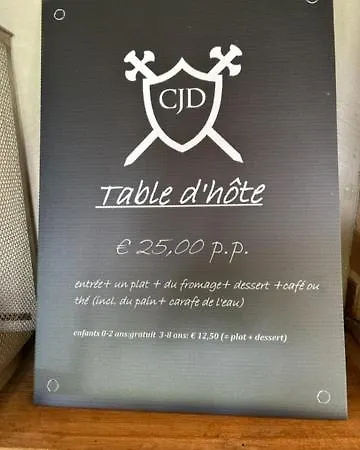 CJD
Table d'hôte
€ 25,00 p.p.
entrée+ un plat + du fromage+ dessert +café ou
thé (incl. du pain+ carafe de l'eau)
enfants 0-2 ans:gratuit 3-8 ans: € 12,50 (= plat + dessert)